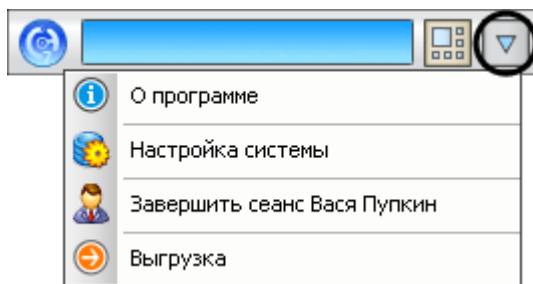 О программе
Настройка системы
Завершить сеанс Вася Пупкин
Выгрузка